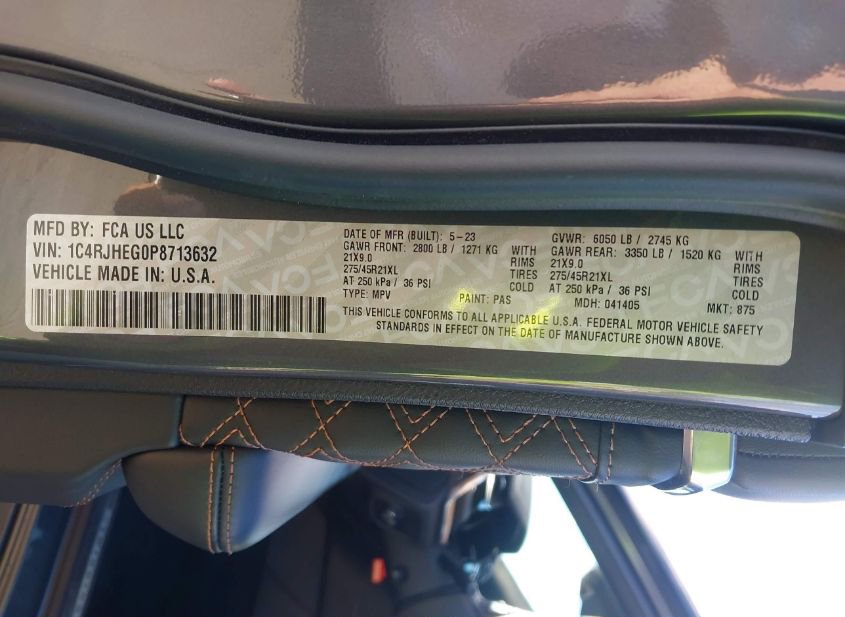 MFD BY: FCA US LLC
VIN: 1C4RJHEG0P8713632
VEHICLE MADE IN: U.S.A.
DATE OF MFR (BUILT): 5-23
GAWR FRONT: 2800 LB / 1271 KG WITH
21X9.0 RIMS
275/45R21XL TIRES
AT 250 kPa / 36 PSI COLD
TYPE: MPV PAINT: PAS
GVWR: 6050 LB / 2745 KG
GAWR REAR: 3350 LB / 1520 KG WITH
21X9.0 RIMS
275/45R21XL TIRES
AT 250 kPa / 36 PSI COLD
MDH: 041405 MKT: 875
THIS VEHICLE CONFORMS TO ALL APPLICABLE U.S.A. FEDERAL MOTOR VEHICLE SAFETY
STANDARDS IN EFFECT ON THE DATE OF MANUFACTURE SHOWN ABOVE.